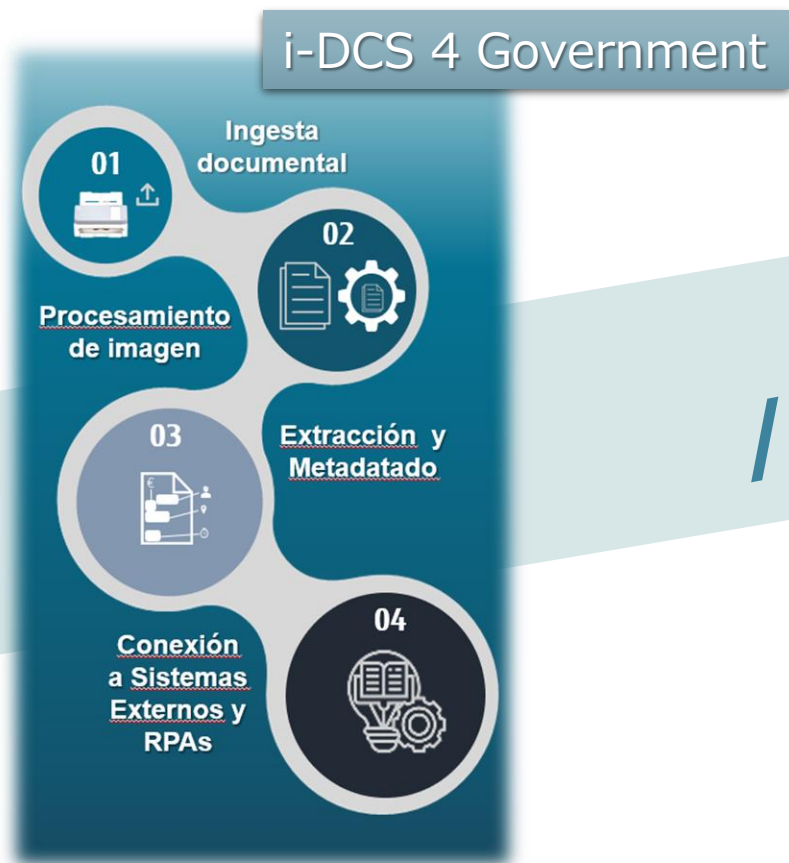 i-DCS 4 Government
01
Ingesta
documental
02
Procesamiento
de imagen
03
€
Extracción y
Metadatado
04
Conexión
a Sistemas
Externos y
RPAs
/